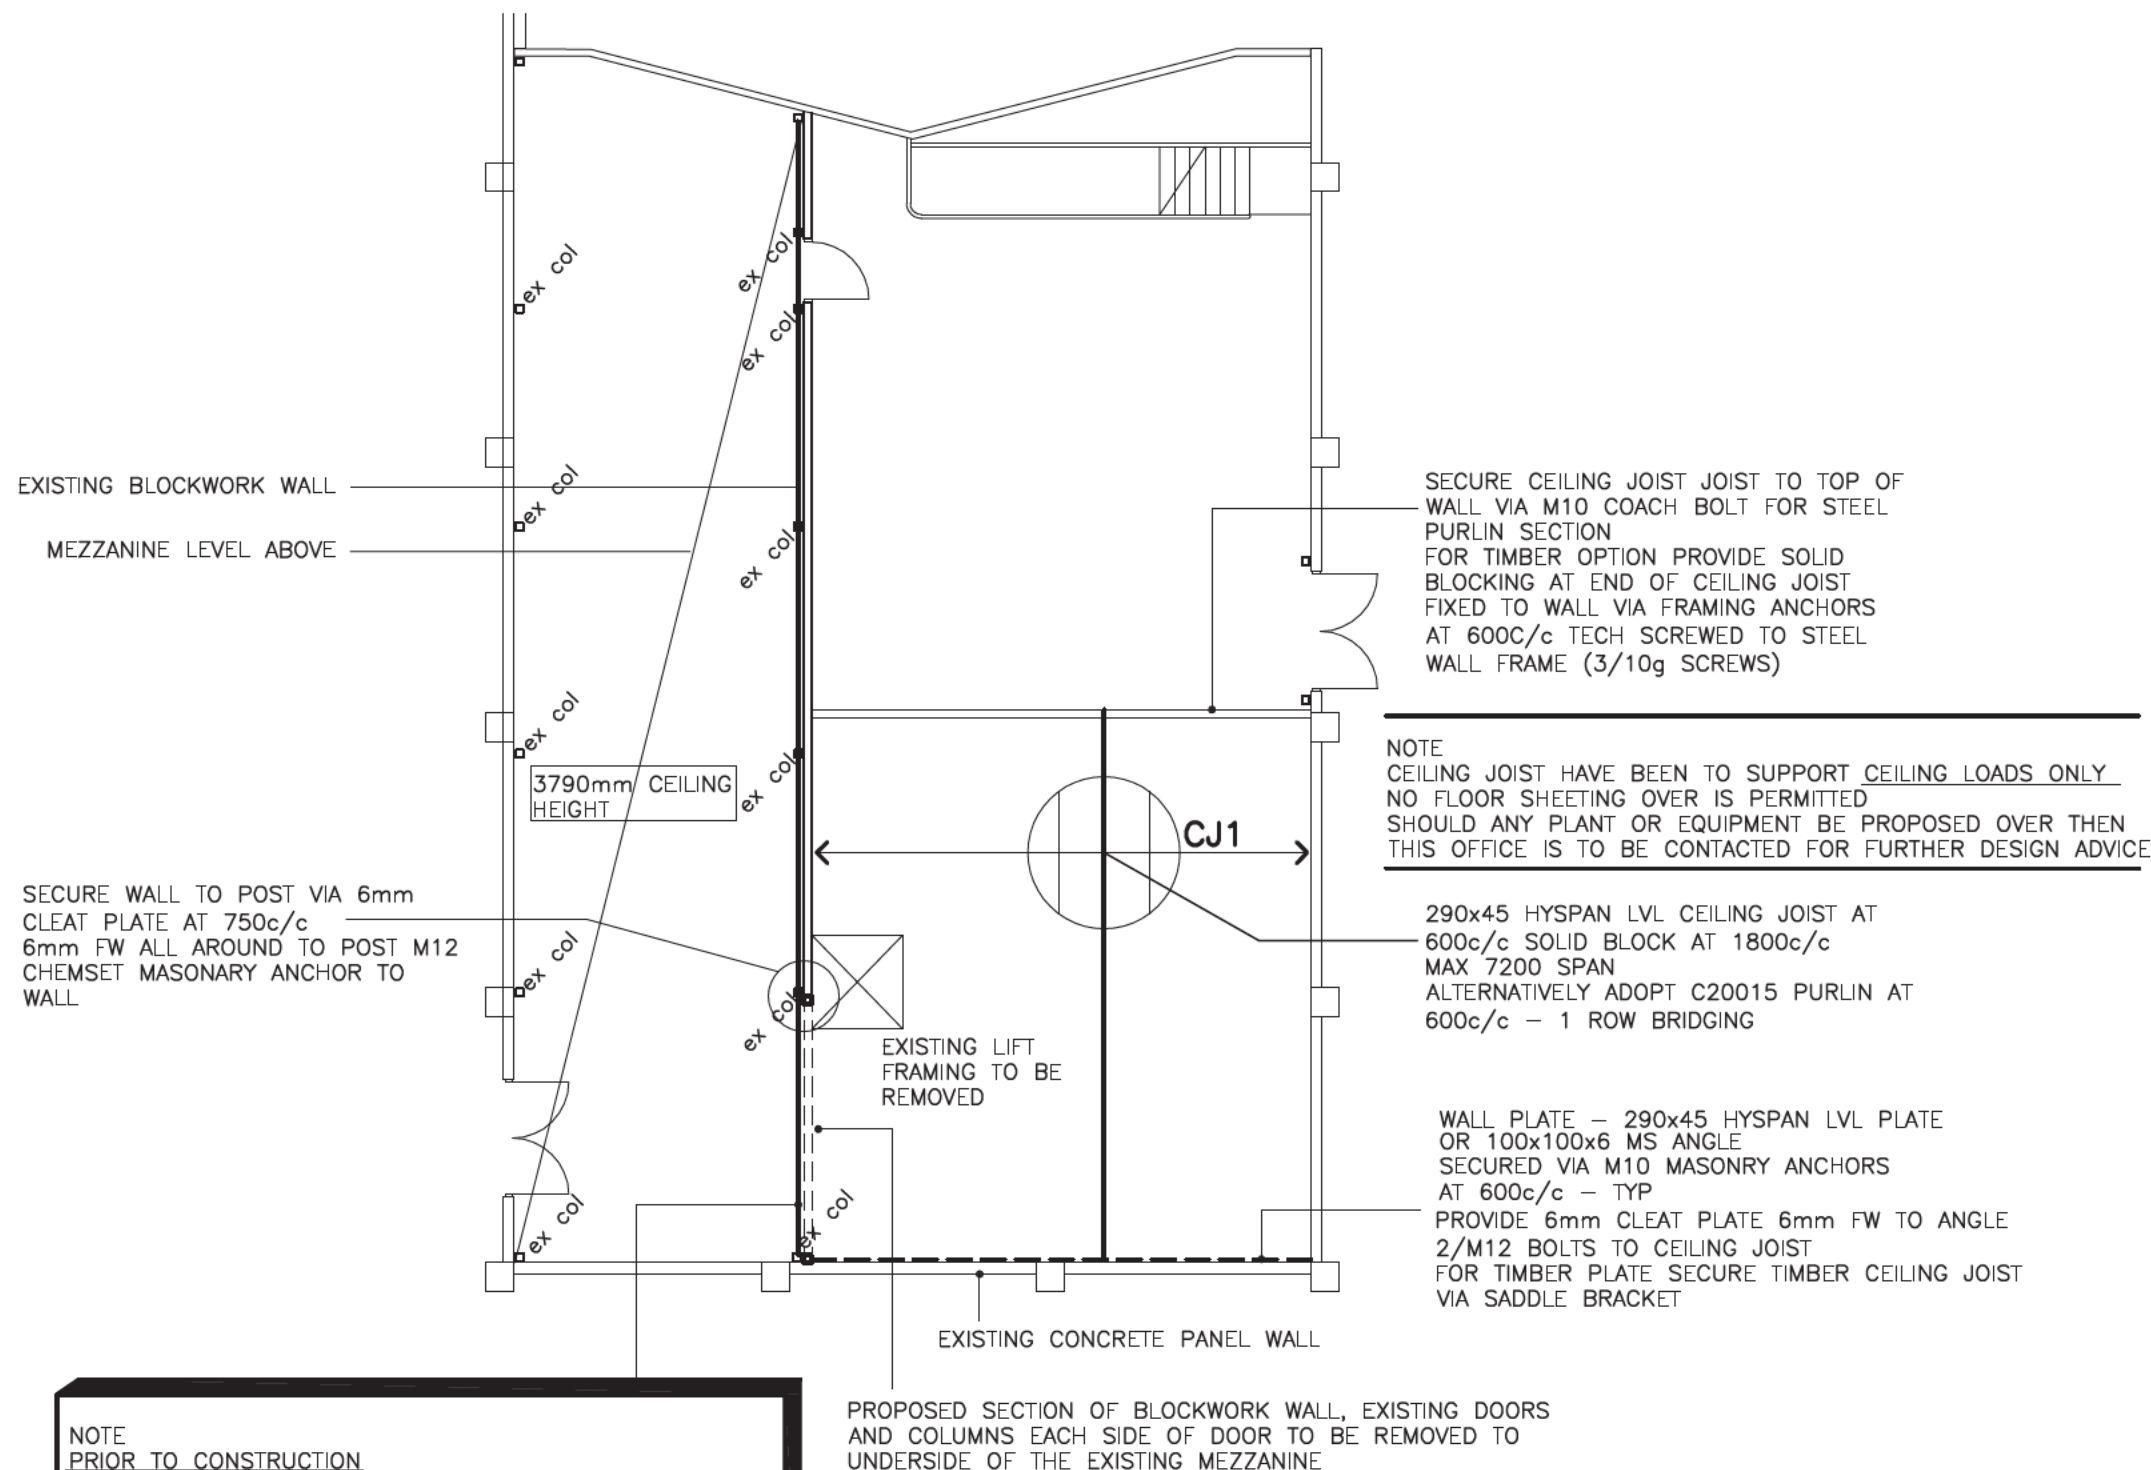 ex col
ex col
ex col
EXISTING BLOCKWORK WALL
ex col
MEZZANINE LEVEL ABOVE
ex col
SECURE CEILING JOIST JOIST TO TOP OF
WALL VIA M10 COACH BOLT FOR STEEL
PURLIN SECTION
FOR TIMBER OPTION PROVIDE SOLID
BLOCKING AT END OF CEILING JOIST
FIXED TO WALL VIA FRAMING ANCHORS
AT 600C/c TECH SCREWED TO STEEL
WALL FRAME (3/10g SCREWS)
ex col
ex col
3790mm CEILING
HEIGHT
NOTE
CEILING JOIST HAVE BEEN TO SUPPORT CEILING LOADS ONLY
NO FLOOR SHEETING OVER IS PERMITTED
SHOULD ANY PLANT OR EQUIPMENT BE PROPOSED OVER THEN
THIS OFFICE IS TO BE CONTACTED FOR FURTHER DESIGN ADVICE
CJ1
SECURE WALL TO POST VIA 6mm
CLEAT PLATE AT 750c/c
6mm FW ALL AROUND TO POST M12
CHEMSET MASONARY ANCHOR TO
WALL
ex col
ex col
290x45 HYSPAN LVL CEILING JOIST AT
600c/c SOLID BLOCK AT 1800c/c
MAX 7200 SPAN
ALTERNATIVELY ADOPT C20015 PURLIN AT
600c/c – 1 ROW BRIDGING
EXISTING LIFT
FRAMING TO BE
REMOVED
WALL PLATE – 290x45 HYSPAN LVL PLATE
OR 100x100x6 MS ANGLE
SECURED VIA M10 MASONRY ANCHORS
AT 600c/c – TYP
PROVIDE 6mm CLEAT PLATE 6mm FW TO ANGLE
2/M12 BOLTS TO CEILING JOIST
FOR TIMBER PLATE SECURE TIMBER CEILING JOIST
VIA SADDLE BRACKET
ex col
ex col
EXISTING CONCRETE PANEL WALL
PROPOSED SECTION OF BLOCKWORK WALL, EXISTING DOORS
AND COLUMNS EACH SIDE OF DOOR TO BE REMOVED TO
UNDERSIDE OF THE EXISTING MEZZANINE
NOTE
PRIOR TO CONSTRUCTION